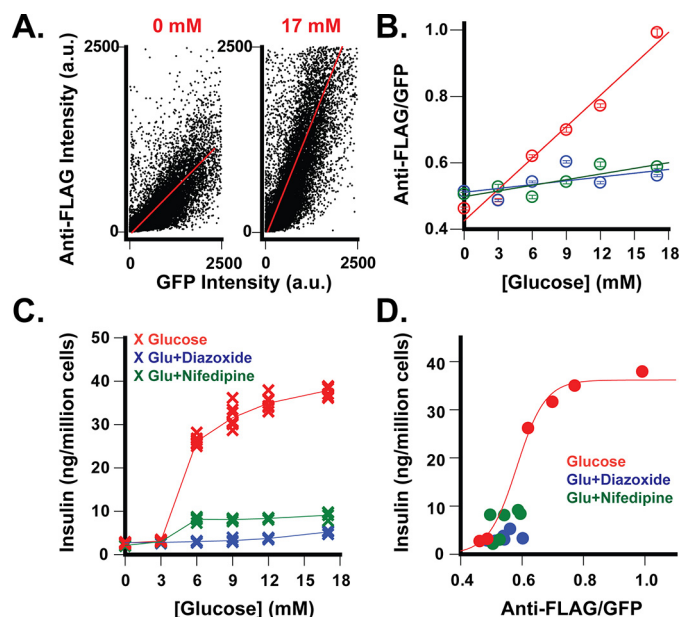 A.
0 mM
17 mM
2500
2500
Anti-FLAG Intensity (a.u.)
0
0
0
2500
0
2500
GFP Intensity (a.u.)
B.
1.0
0.8
0.6
0.4
Anti-FLAG/GFP
0
3
6
9
12
15
18
[Glucose] (mM)
C.
50
40
30
20
10
0
Insulin (ng/million cells)
X Glucose
X Glu+Diazoxide
X Glu+Nifedipine
0
3
6
9
12
15
18
[Glucose] (mM)
D.
40
30
20
10
0
Insulin (ng/million cells)
Glucose
Glu+Diazoxide
Glu+Nifedipine
0.4
0.6
0.8
1.0
Anti-FLAG/GFP